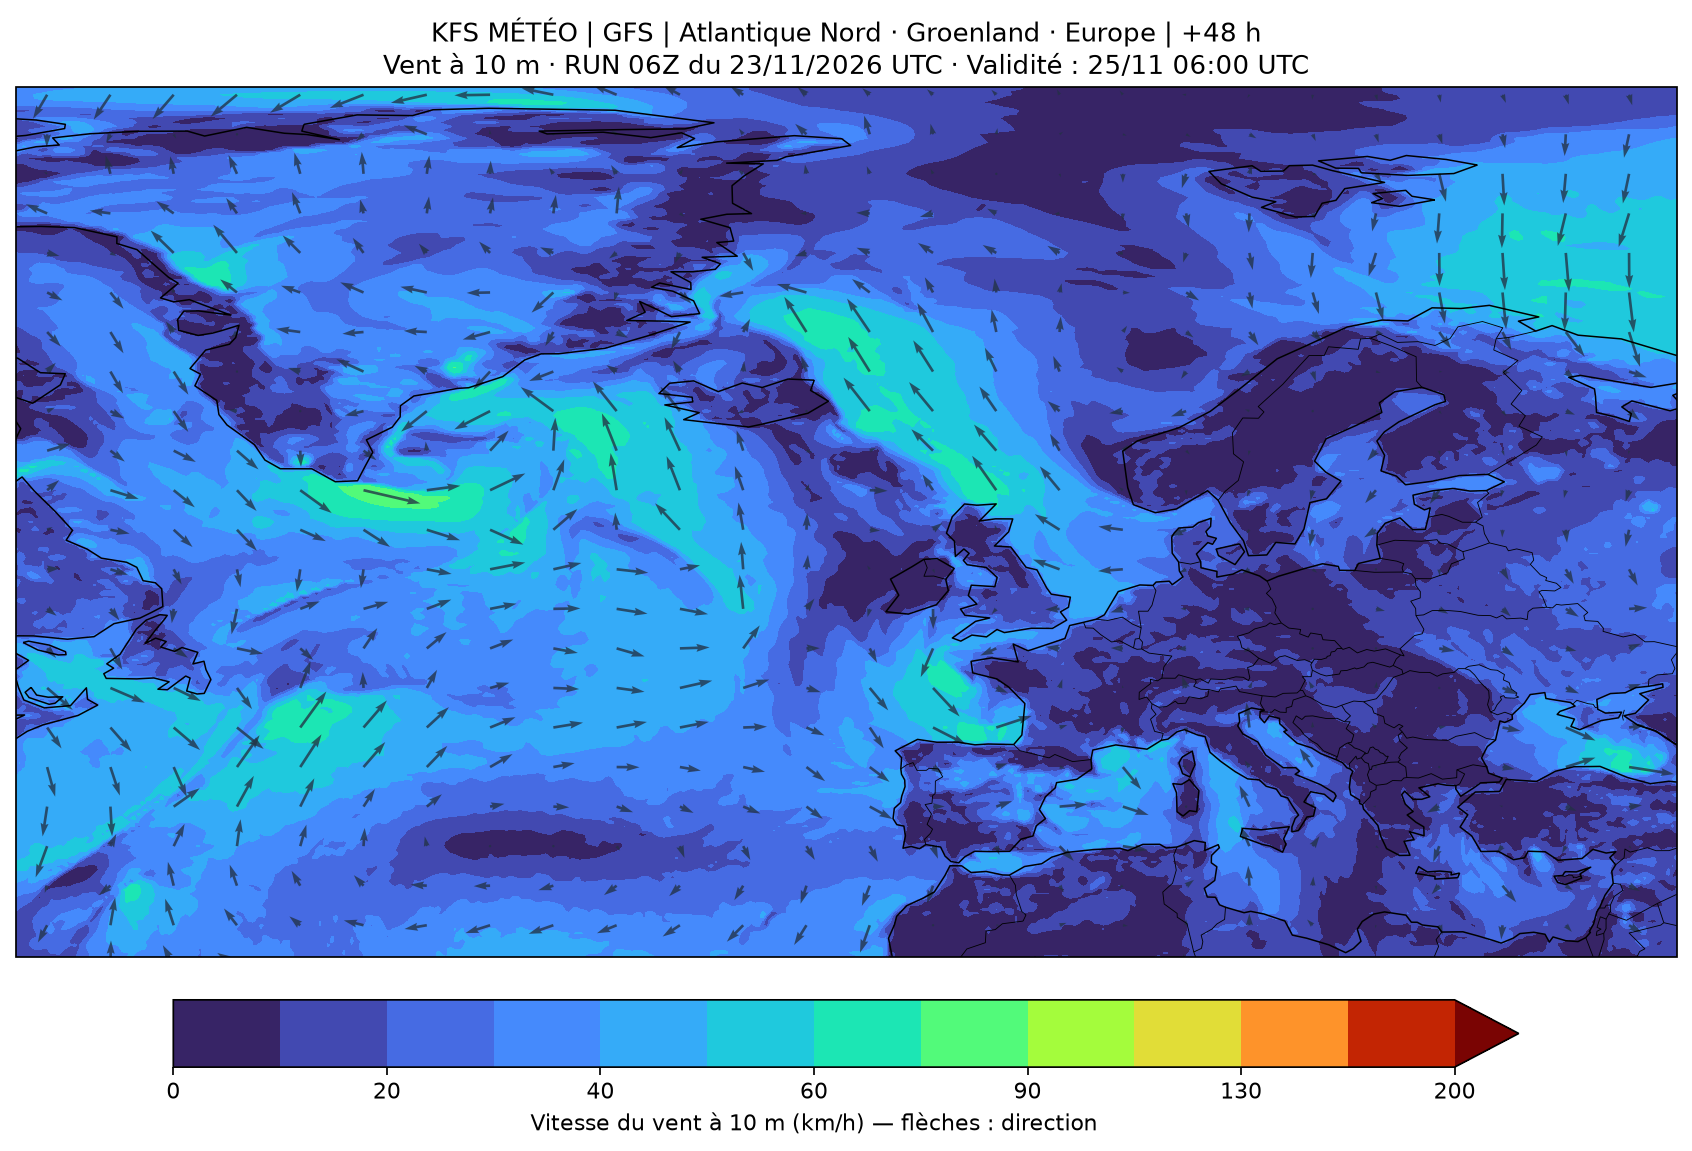 KFS MÉTÉO | GFS | Atlantique Nord · Groenland · Europe | +48 h
Vent à 10 m · RUN 06Z du 23/11/2026 UTC · Validité : 25/11 06:00 UTC
0 20 40 60 90 130 200
Vitesse du vent à 10 m (km/h) — flèches : direction